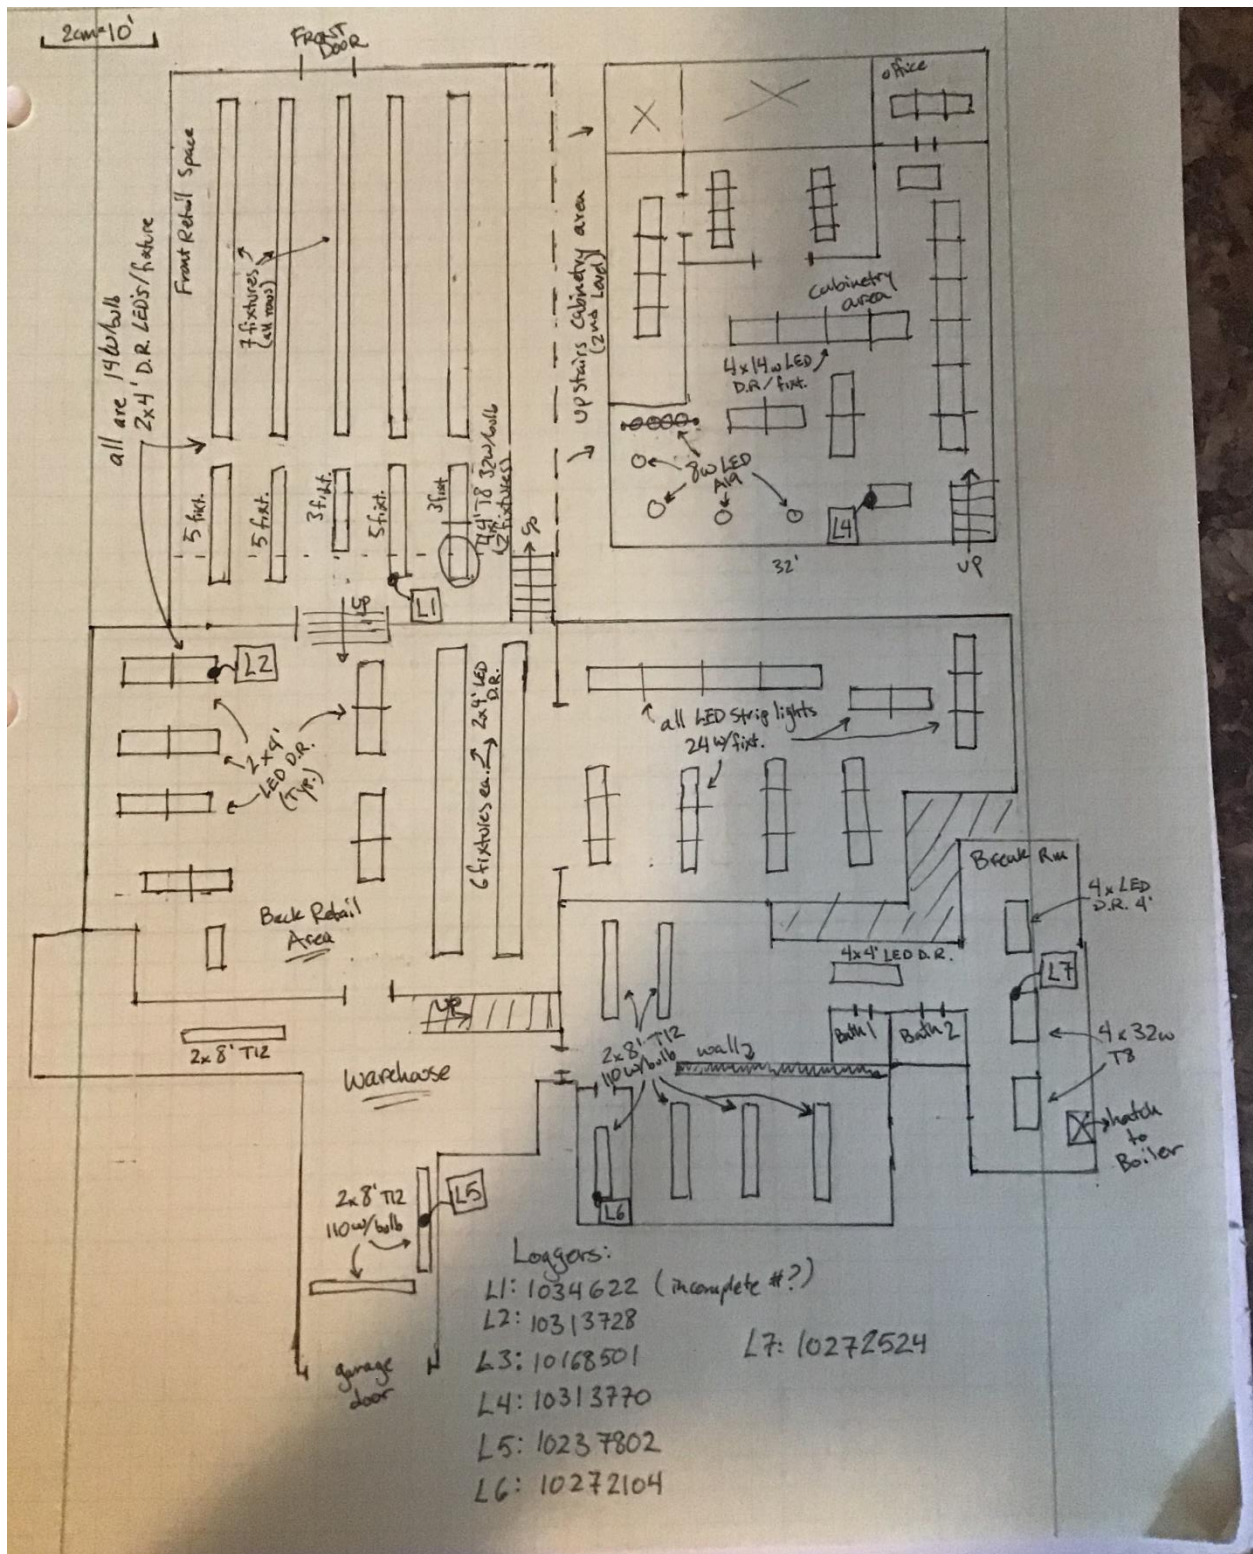 2cm=10'
FRONT
DOOR
office
Front Retail Space
all are 14W/bulb
2x4' D.R. LED's/fixture
7 fixtures
(all rows)
upstairs cabinetry area
(2nd Level)
cabinetry
area
4x14w LED
D.R./fixt.
8w LED
A19
5 fixt.
5 fixt.
3 fixt.
5 fixt.
3 fixt
4x4' T8 32w/bulb
(2 fixtures)
L4
32'
UP
L1
L2
2x4'
LED D.R.
(Typ.)
6 fixtures ea.
2x4' LED
D.R.
all LED strip lights
24w/fixt.
Break Rm
4x LED
D.R. 4'
Back Retail
Area
4x4' LED D.R.
L7
UP
2x8' T12
Bath 1
Bath 2
2x8' T12
110w/bulb
wall
4x32w
T8
Warehouse
hatch
to
Boiler
2x8' T12
110w/bulb
L5
L6
Loggers:
L1: 1034622 (incomplete #?)
L2: 10313728
L3: 10168501
L7: 10272524
L4: 10313770
L5: 10237802
L6: 10272104
garage
door